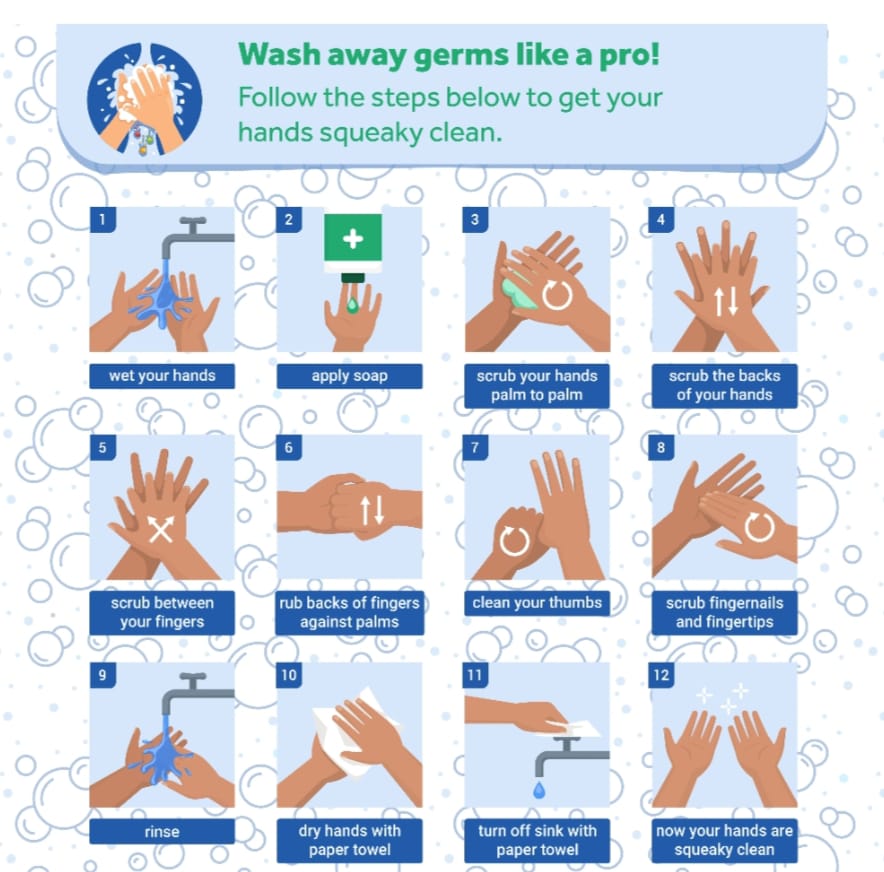 Wash away germs like a pro!
Follow the steps below to get your
hands squeaky clean.
1
wet your hands
2
apply soap
3
scrub your hands
palm to palm
4
scrub the backs
of your hands
5
scrub between
your fingers
6
rub backs of fingers
against palms
7
clean your thumbs
8
scrub fingernails
and fingertips
9
rinse
10
dry hands with
paper towel
11
turn off sink with
paper towel
12
now your hands are
squeaky clean